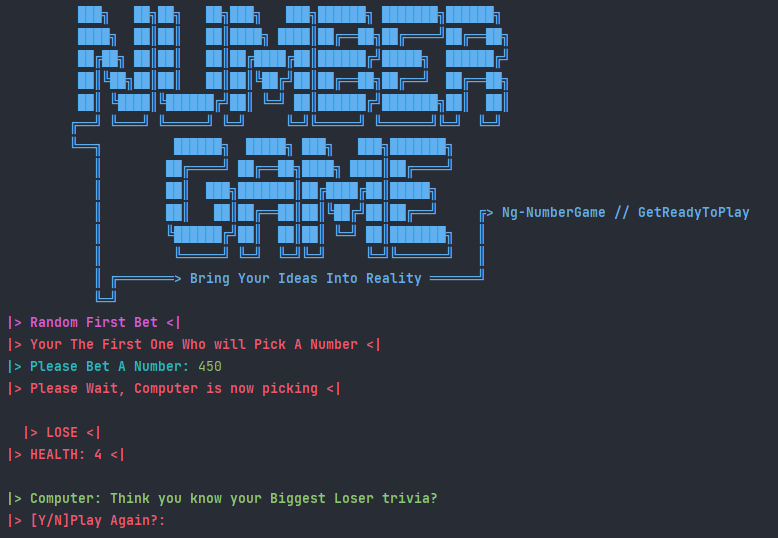 NUMBER
GAME
╔> Ng-NumberGame // GetReadyToPlay
╔═══════> Bring Your Ideas Into Reality ══════╝
|> Random First Bet <|
|> Your The First One Who will Pick A Number <|
|> Please Bet A Number: 450
|> Please Wait, Computer is now picking <|
|> LOSE <|
|> HEALTH: 4 <|
|> Computer: Think you know your Biggest Loser trivia?
|> [Y/N]Play Again?: